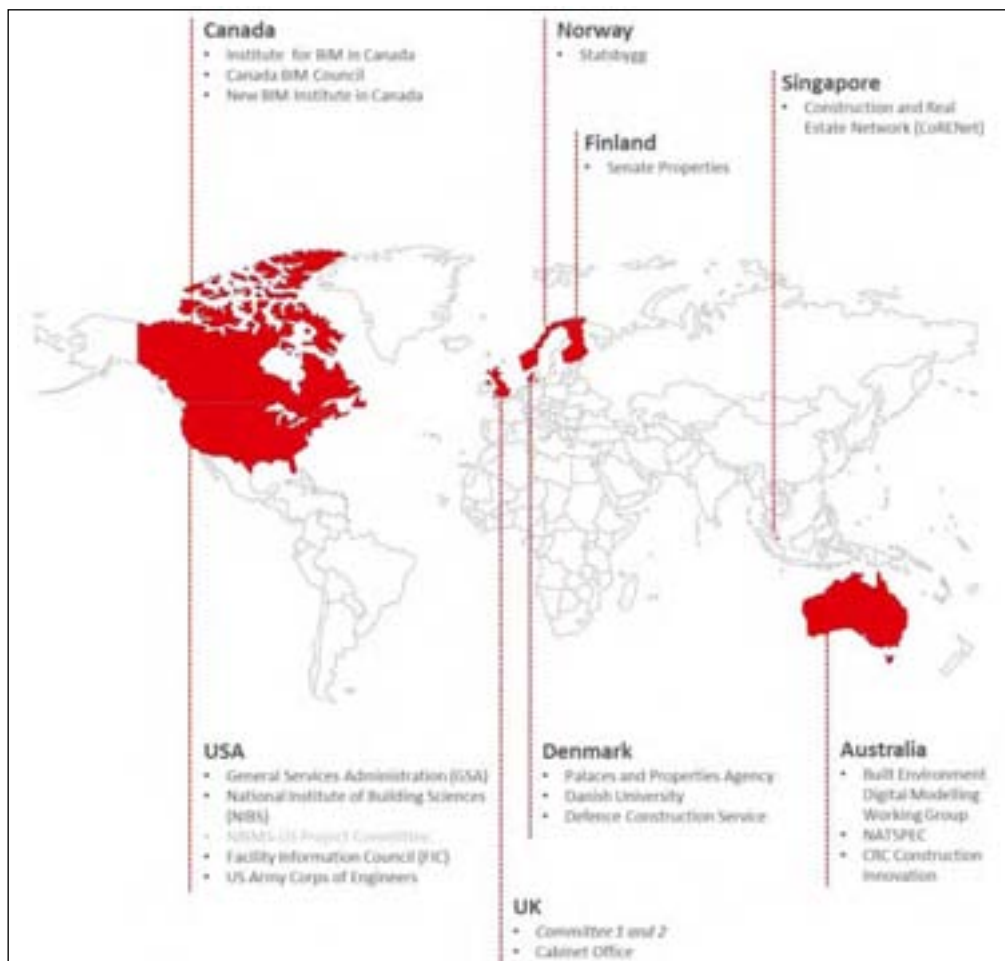 Canada
• Institute for BIM in Canada
• Canada BIM Council
• New BIM Institute in Canada
Norway
• Statsbygg
Singapore
• Construction and Real
Estate Network (CoRENet)
Finland
• Senate Properties
USA
• General Services Administration (GSA)
• National Institute of Building Sciences
(NIBS)
• Project Committee
• Facility Information Council (FIC)
• US Army Corps of Engineers
Denmark
• Palaces and Properties Agency
• Danish University
• Defence Construction Service
Australia
• Built Environment
Digital Modelling
Working Group
• NATSPEC
• CRC Construction
Innovation
UK
• Committee 1 and 2
• Cabinet Office